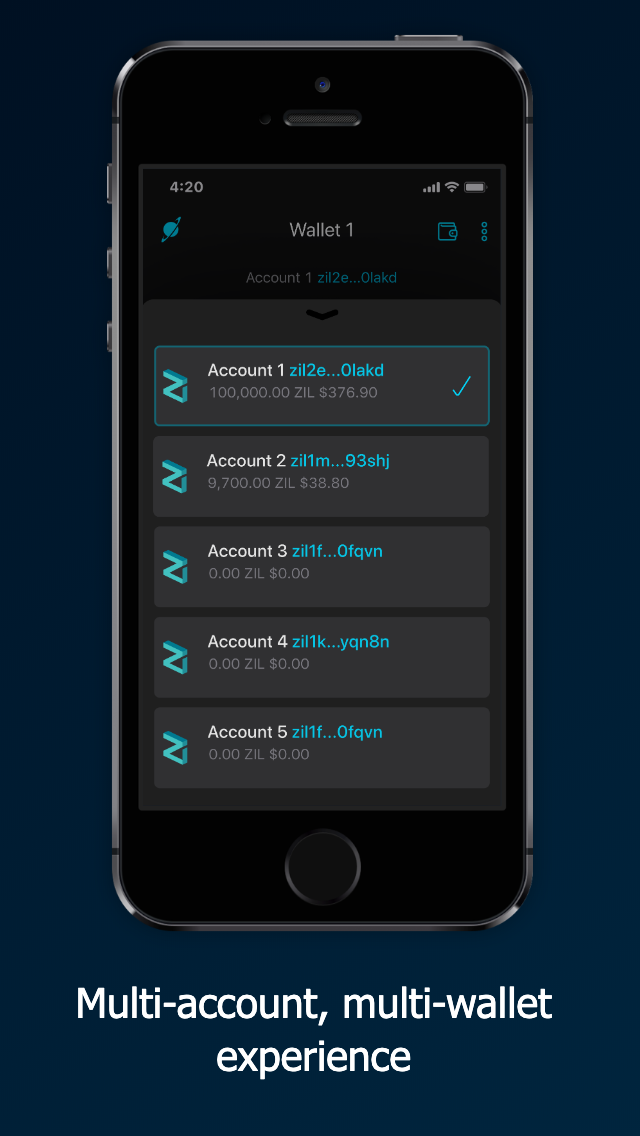 4:20
Wallet 1
Account 1 zil2e...0lakd
Account 1 zil2e...0lakd
100,000.00 ZIL $376.90
Account 2 zil1m...93shj
9,700.00 ZIL $38.80
Account 3 zil1f...0fqvn
0.00 ZIL $0.00
Account 4 zil1k...yqn8n
0.00 ZIL $0.00
Account 5 zil1f...0fqvn
0.00 ZIL $0.00
Multi-account, multi-wallet
experience